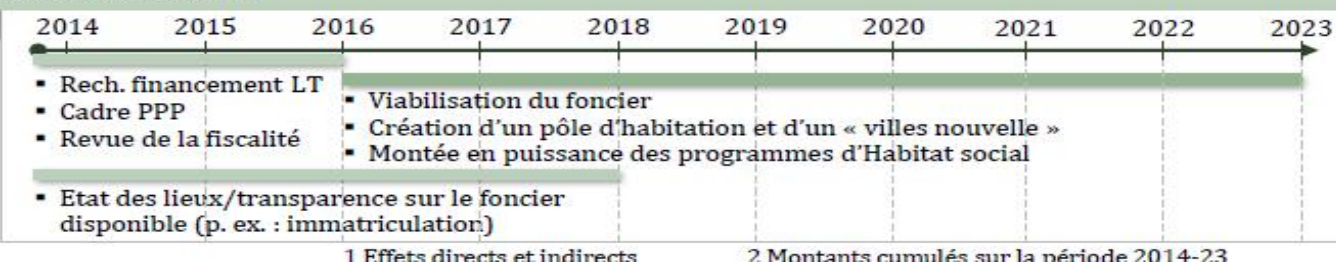 2014 2015 2016 2017 2018 2019 2020 2021 2022 2023
▪ Rech. financement LT
▪ Cadre PPP
▪ Revue de la fiscalité
▪ Viabilisation du foncier
▪ Création d'un pôle d'habitation et d'un « villes nouvelle »
▪ Montée en puissance des programmes d'Habitat social
▪ Etat des lieux/transparence sur le foncier
disponible (p. ex. : immatriculation)
1 Effets directs et indirects 2 Montants cumulés sur la période 2014-23